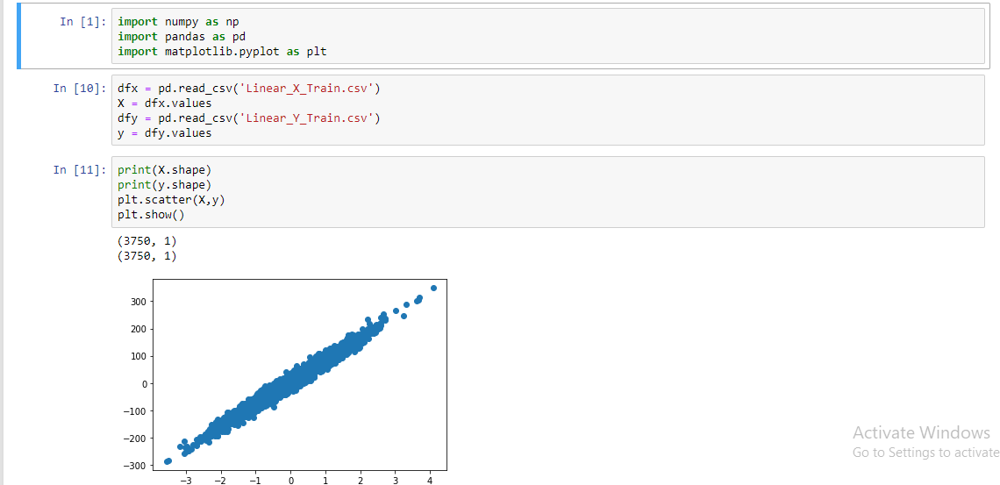 In [1]: import numpy as np
import pandas as pd
import matplotlib.pyplot as plt
In [10]: dfx = pd.read_csv('Linear_X_Train.csv')
X = dfx.values
dfy = pd.read_csv('Linear_Y_Train.csv')
y = dfy.values
In [11]: print(X.shape)
print(y.shape)
plt.scatter(X,y)
plt.show()
(3750, 1)
(3750, 1)
300
200
100
0
−100
−200
−300
−3 −2 −1 0 1 2 3 4
Activate Windows
Go to Settings to activate